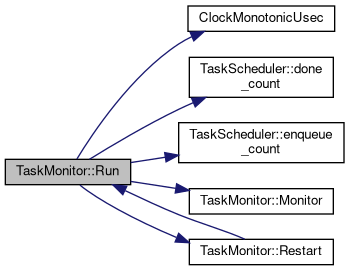 ClockMonotonicUsec
TaskScheduler::done
_count
TaskScheduler::enqueue
_count
TaskMonitor::Run
TaskMonitor::Monitor
TaskMonitor::Restart